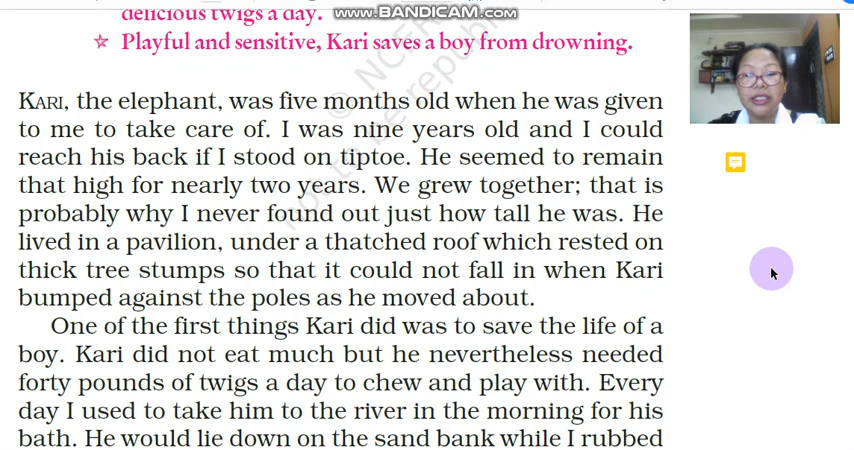 delicious twigs a day.
www.BANDICAM.com
☆ Playful and sensitive, Kari saves a boy from drowning.
© NCERT
not to be republished
KARI, the elephant, was five months old when he was given
to me to take care of. I was nine years old and I could
reach his back if I stood on tiptoe. He seemed to remain
that high for nearly two years. We grew together; that is
probably why I never found out just how tall he was. He
lived in a pavilion, under a thatched roof which rested on
thick tree stumps so that it could not fall in when Kari
bumped against the poles as he moved about.
One of the first things Kari did was to save the life of a
boy. Kari did not eat much but he nevertheless needed
forty pounds of twigs a day to chew and play with. Every
day I used to take him to the river in the morning for his
bath. He would lie down on the sand bank while I rubbed